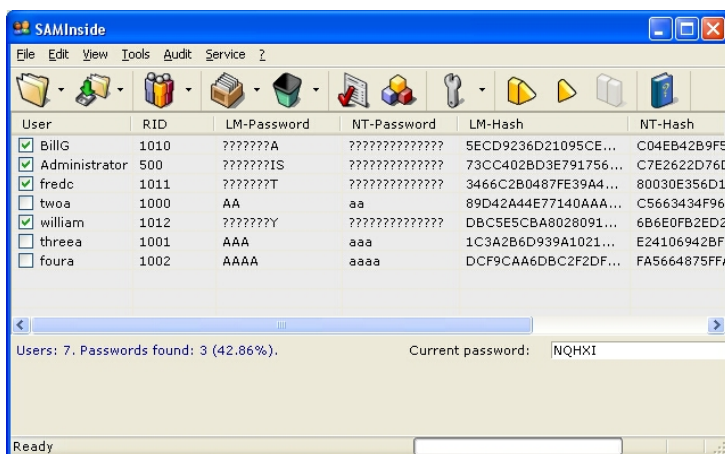 SAMInside
File Edit View Tools Audit Service ?
User RID LM-Password NT-Password LM-Hash NT-Hash
BillG 1010 ???????A ?????????????? 5ECD9236D21095CE... C04EB42B9F5
Administrator 500 ???????IS ?????????????? 73CC402BD3E791756... C7E2622D76D
fredc 1011 ???????T ?????????????? 3466C2B0487FE39A4... 80030E356D1
twoa 1000 AA aa 89D42A44E77140AAA... C5663434F96
william 1012 ???????Y ?????????????? DBC5E5CBA8028091... 6B6E0FB2ED2
threea 1001 AAA aaa 1C3A2B6D939A1021... E24106942BF
foura 1002 AAAA aaaa DCF9CAA6DBC2F2DF... FA5664875FFA
Users: 7. Passwords found: 3 (42.86%). Current password: NQHXI
Ready